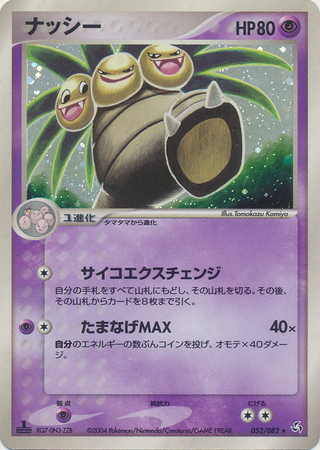 ナッシー HP80
Illus. Tomokazu Komiya
1進化 タマタマから進化
サイコエクスチェンジ
自分の手札をすべて山札にもどし、その山札を切る。その後、
その山札からカードを8枚まで引く。
たまなげMAX 40×
自分のエネルギーの数ぶんコインを投げ、オモテ×40ダメー
ジ。
弱点 抵抗力 にげる
1 EDITION RQ7-0N3 ZZB ©2004 Pokémon/Nintendo/Creatures/GAME FREAK 052/082 ★